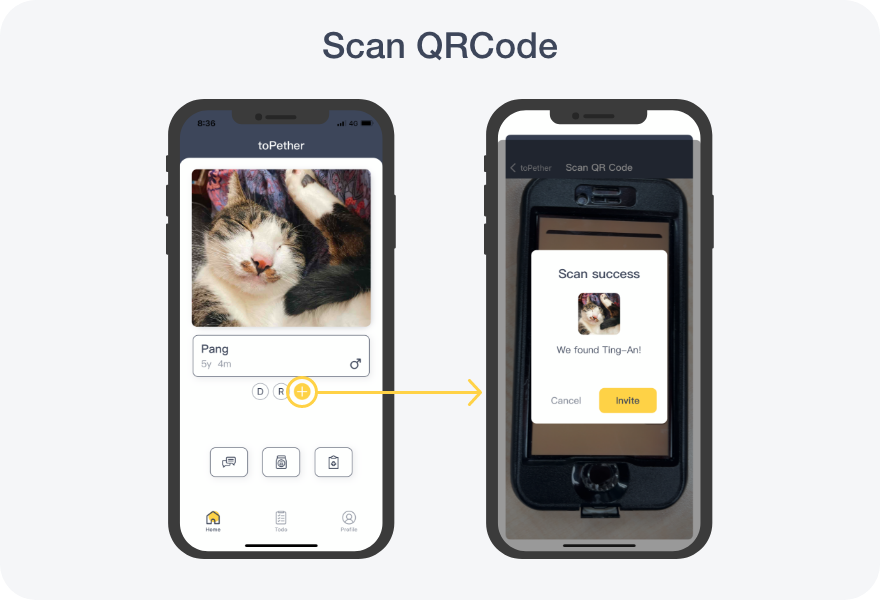 Scan QRCode
8:36
4G
toPether
Pang
5y 4m
D R
Home
Todo
Profile
toPether
Scan QR Code
Scan success
We found Ting-An!
Cancel
Invite